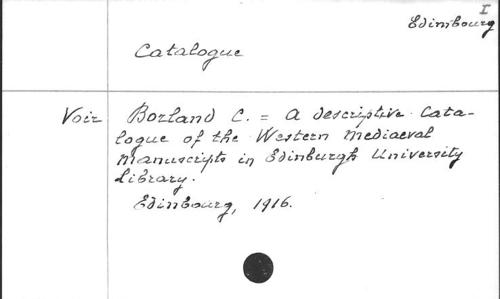 I
Edimbourg
Catalogue
Voir Borland C. = A descriptive Cata-
logue of the Western Mediaeval
Manuscripts in Edinburgh University
Library.
Edimbourg, 1916.